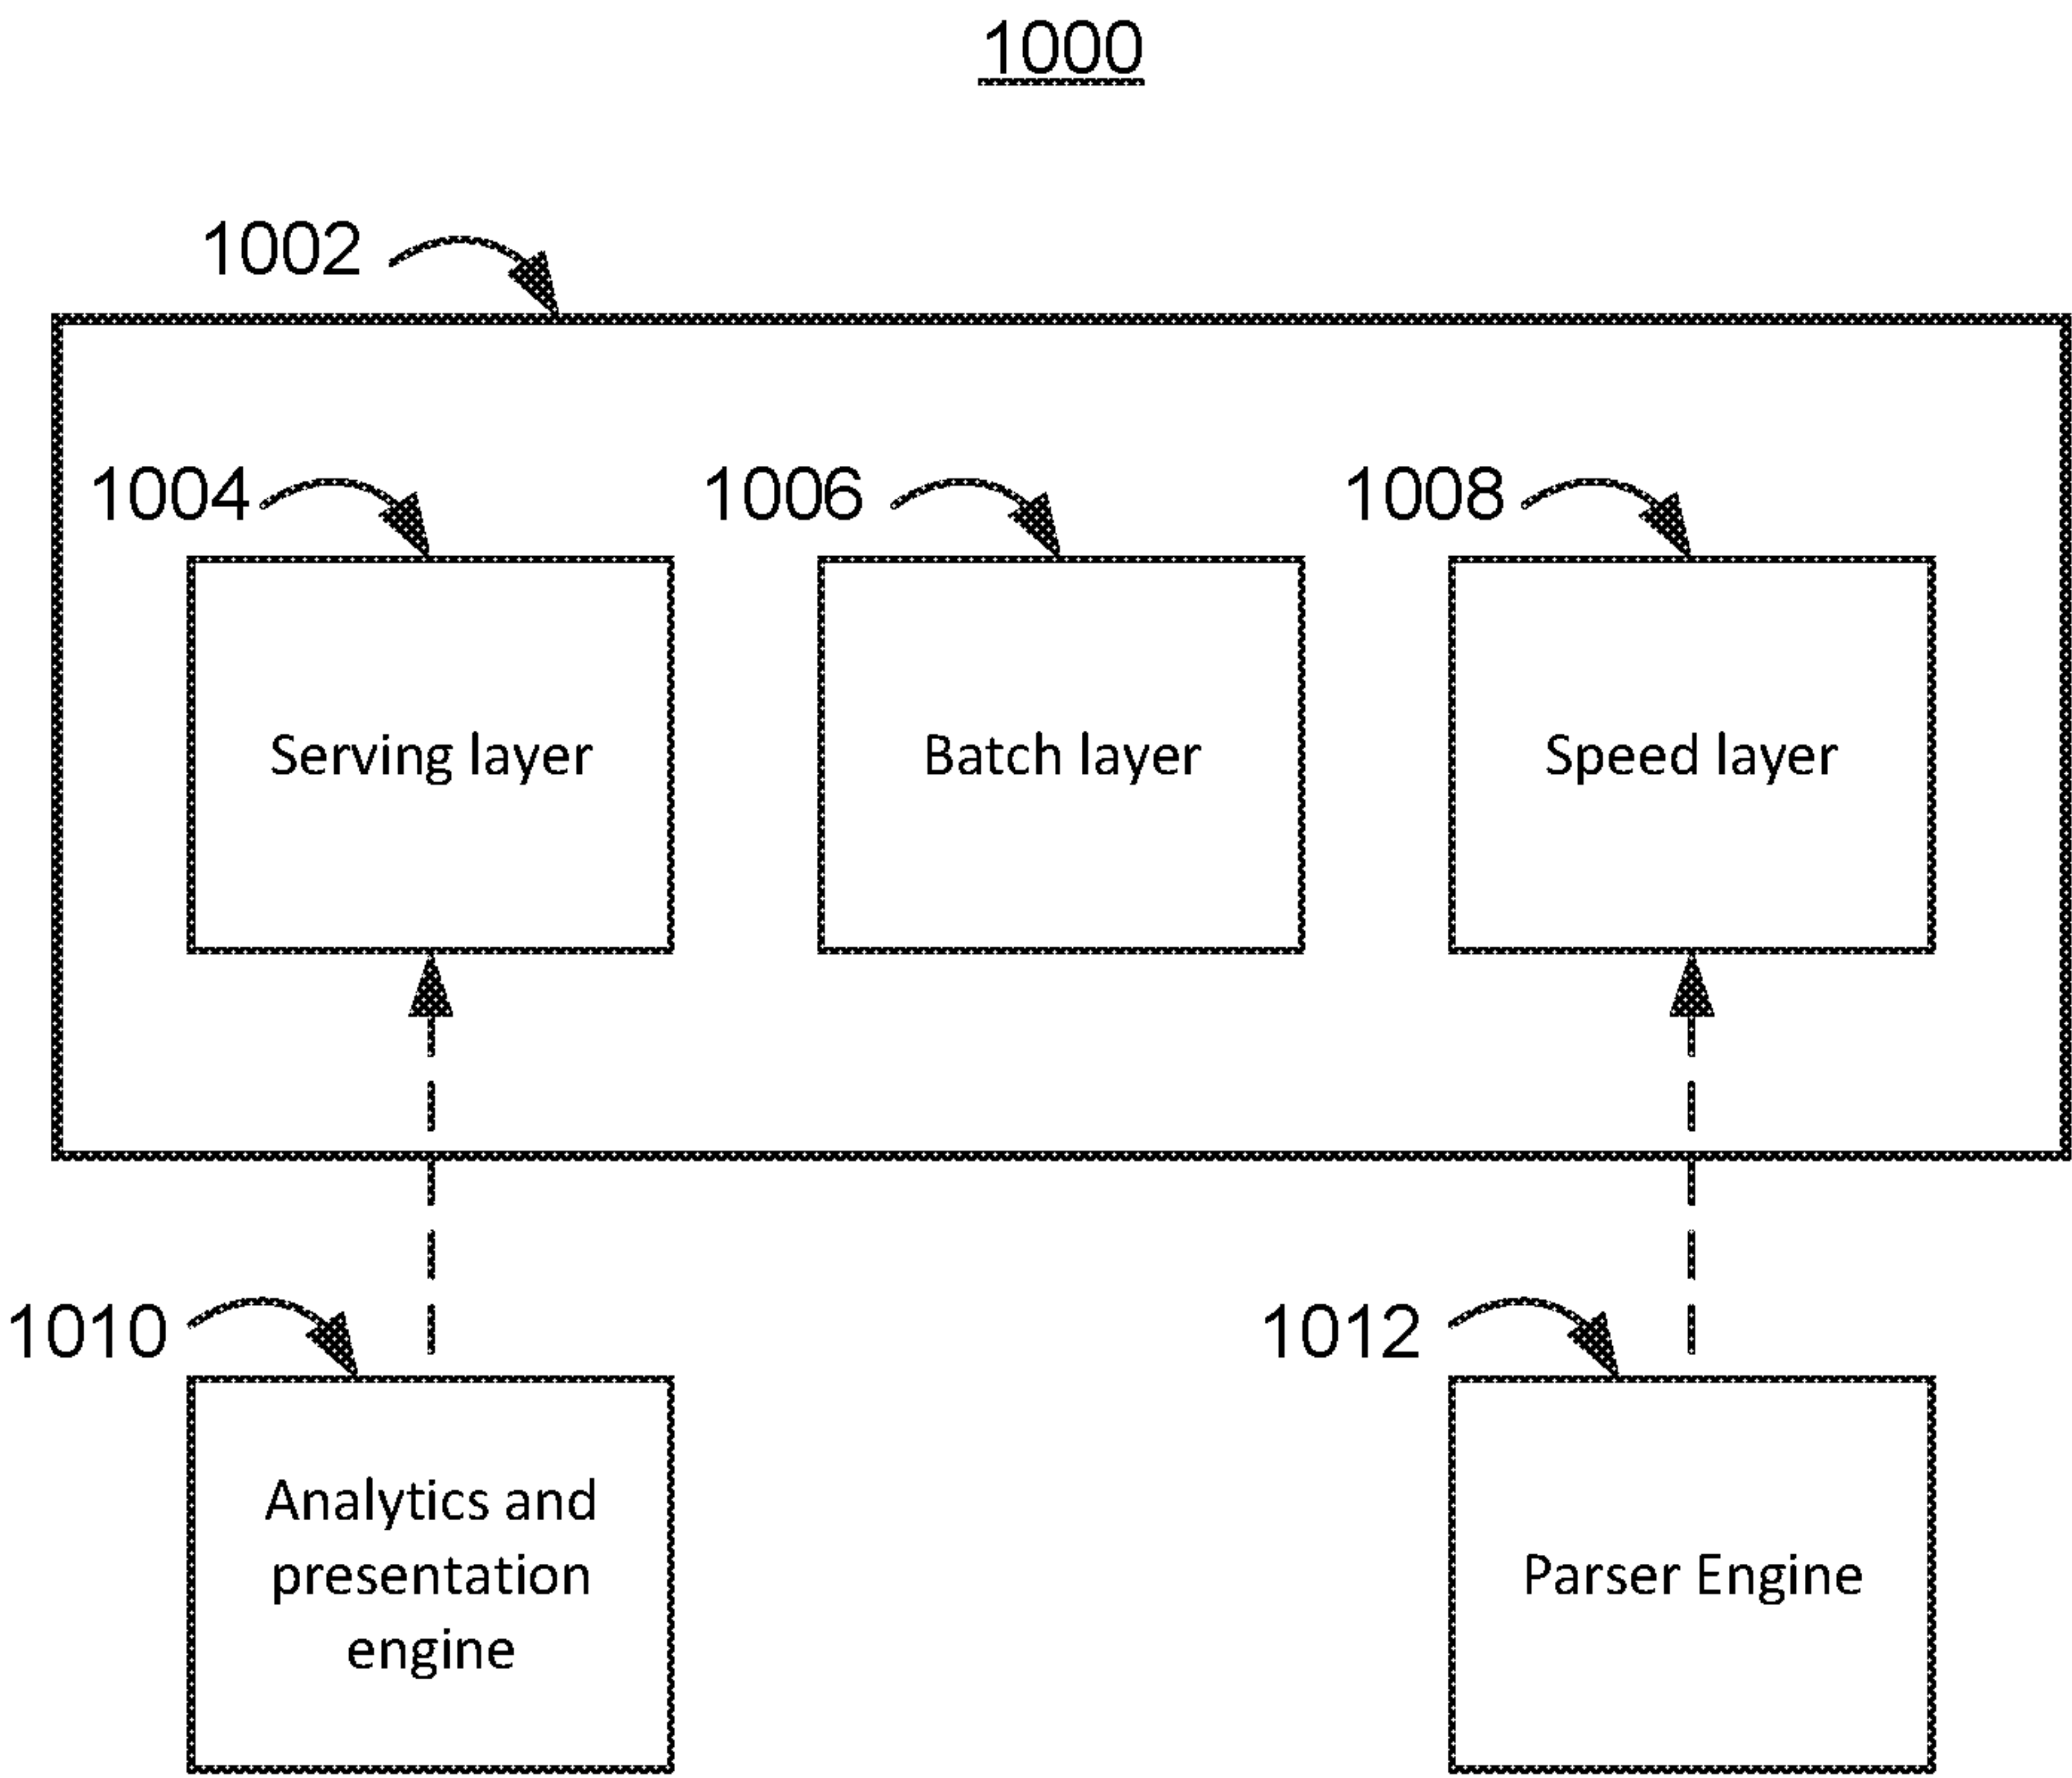 1000
1002
1004
1006
1008
Serving layer
Batch layer
Speed layer
1010
1012
Analytics and
presentation
engine
Parser Engine